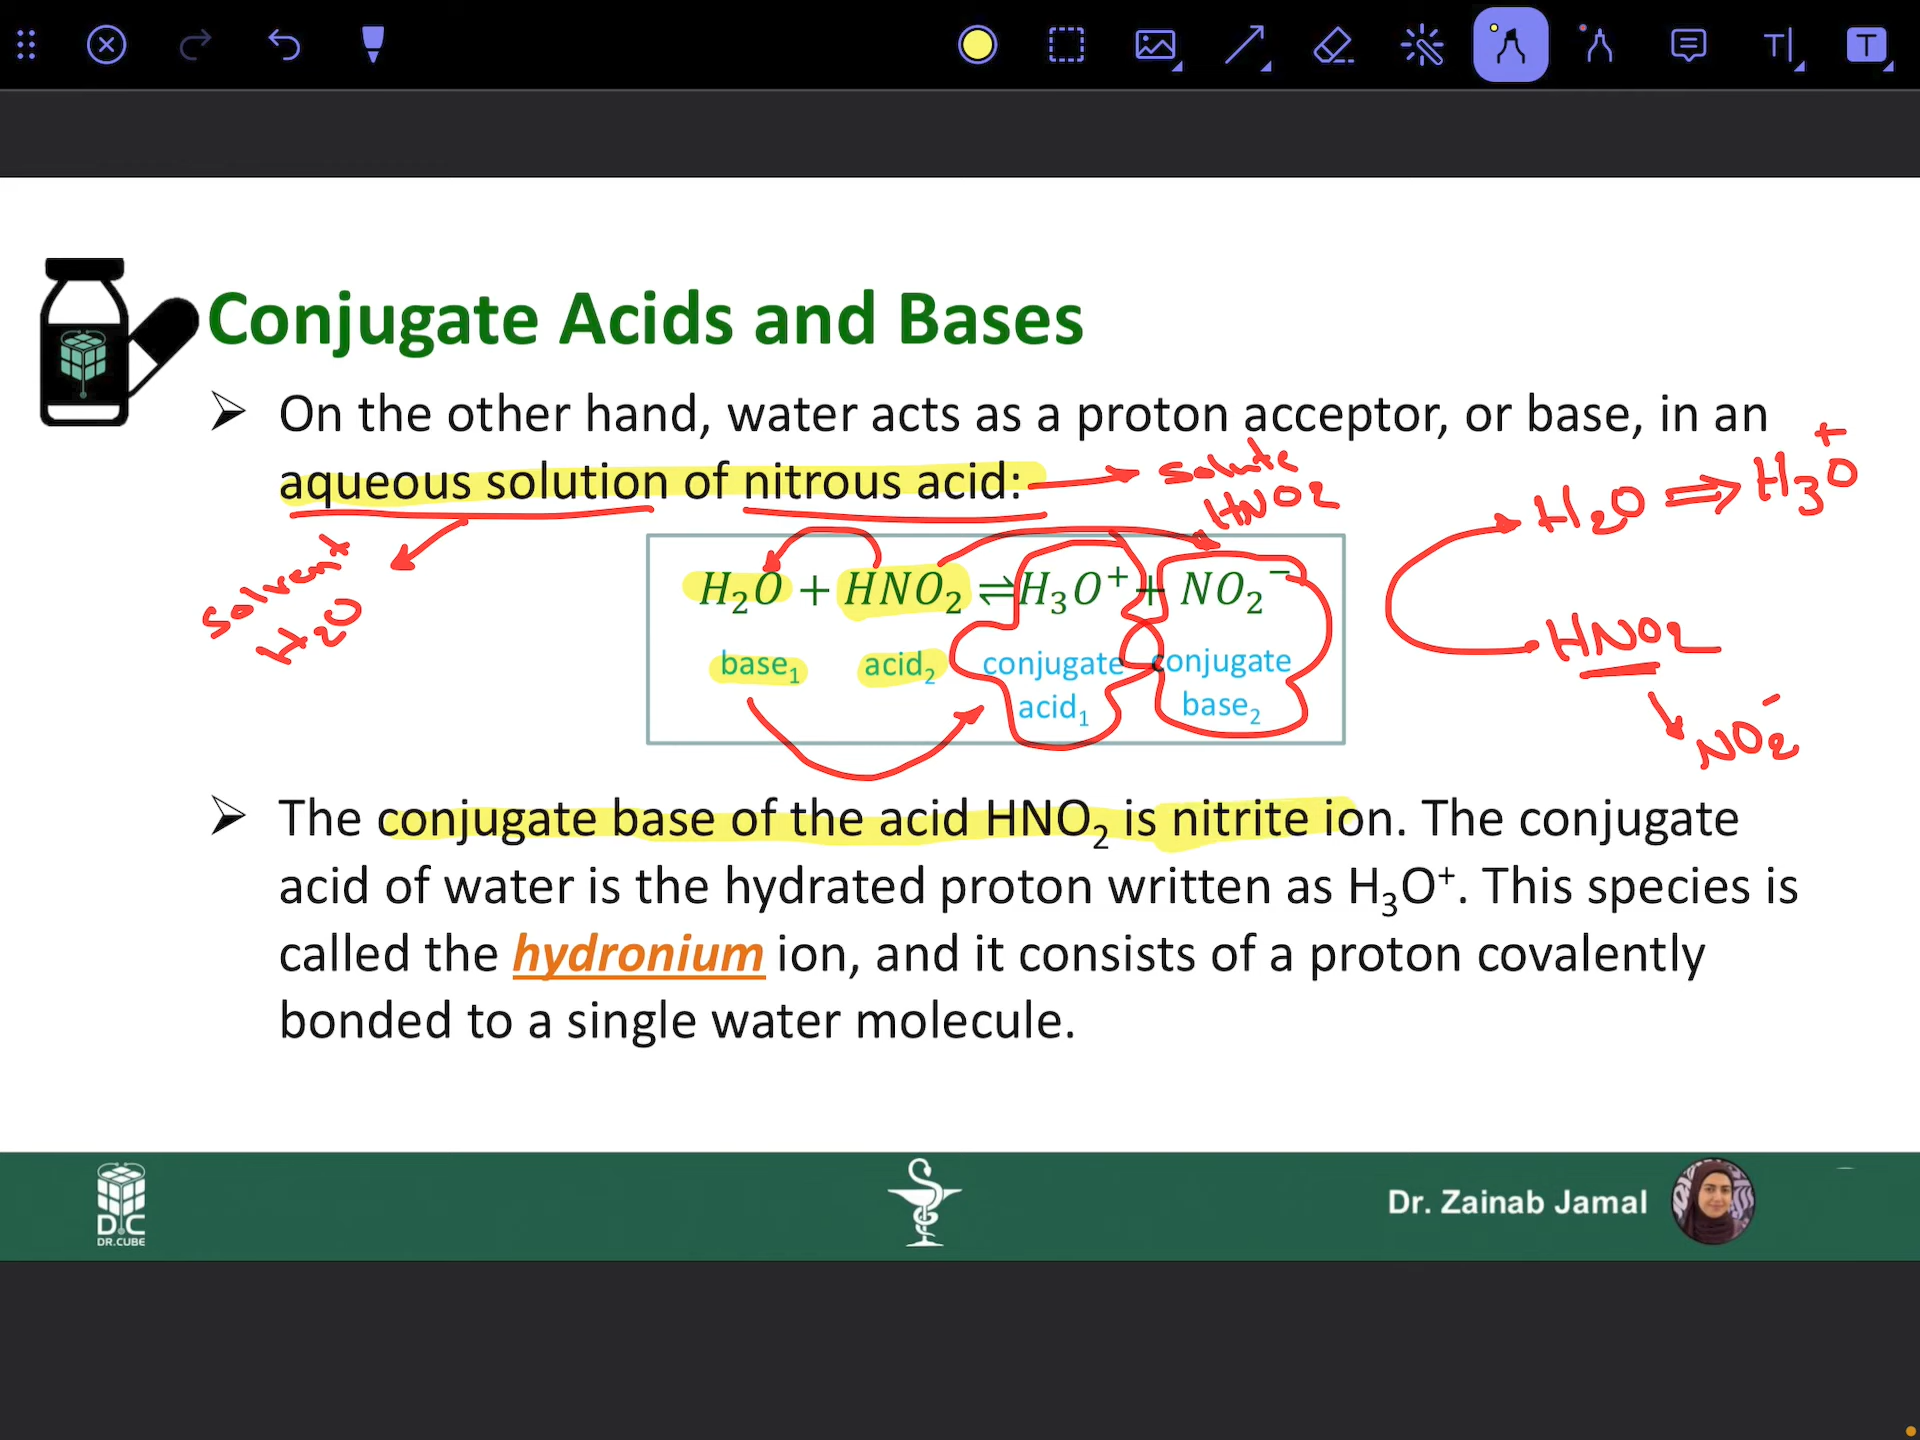 Conjugate Acids and Bases
➢ On the other hand, water acts as a proton acceptor, or base, in an
aqueous solution of nitrous acid:
solute
HNO2
solvent
H2O
H₂O ⇒ H₃O⁺
HNO2
NO₂⁻
H₂O + HNO₂ ⇌ H₃O⁺ + NO₂⁻
base₁ acid₂ conjugate acid₁ conjugate base₂
➢ The conjugate base of the acid HNO₂ is nitrite ion. The conjugate
acid of water is the hydrated proton written as H₃O⁺. This species is
called the hydronium ion, and it consists of a proton covalently
bonded to a single water molecule.
DC
DR.CUBE
Dr. Zainab Jamal